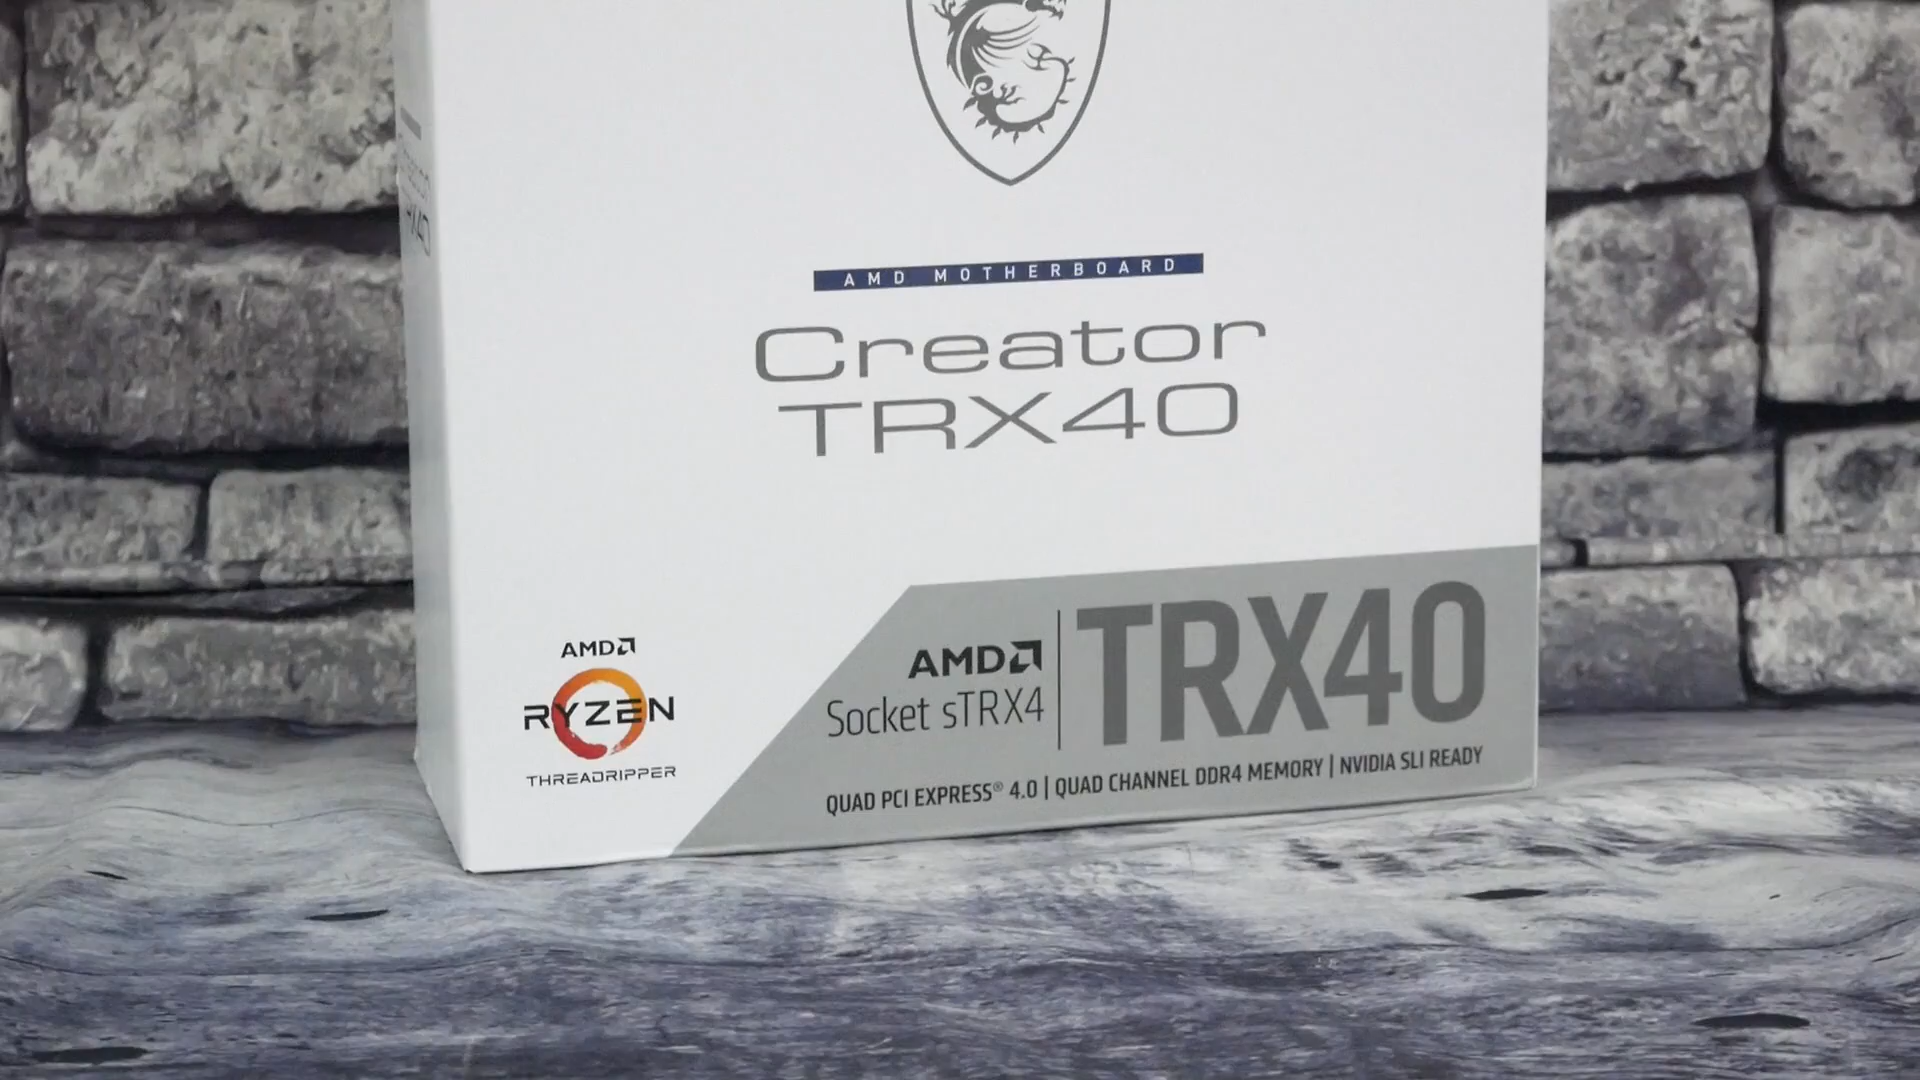 AMD MOTHERBOARD
Creator
TRX40
AMD
RYZEN
THREADRIPPER
AMD
Socket sTRX4
TRX40
QUAD PCI EXPRESS® 4.0 | QUAD CHANNEL DDR4 MEMORY | NVIDIA SLI READY